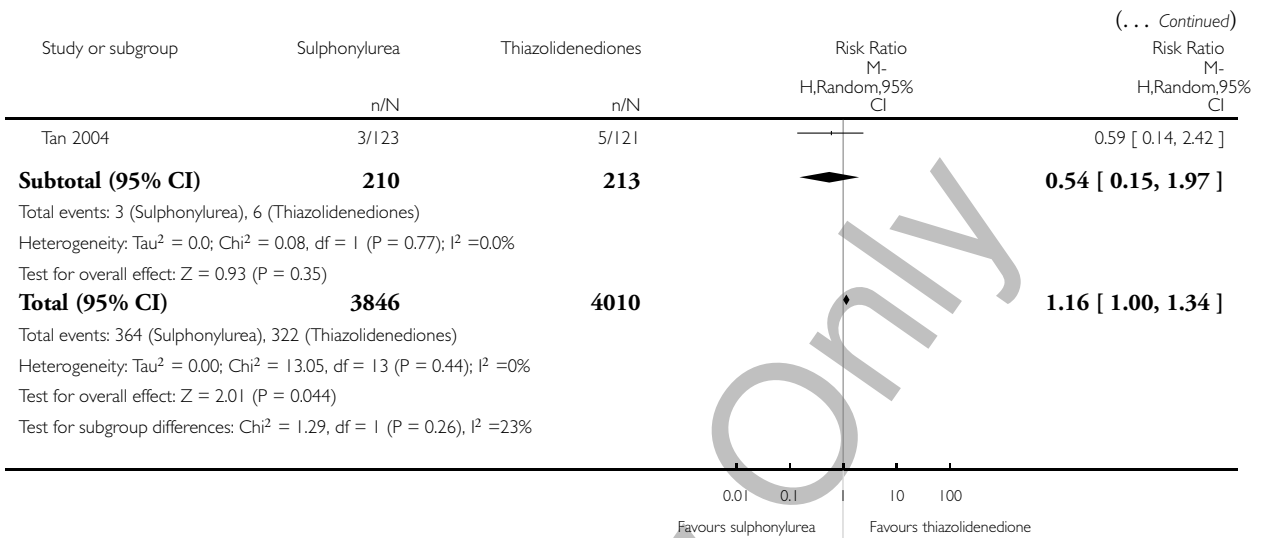 (... Continued)
Study or subgroup Sulphonylurea Thiazolidenediones Risk Ratio Risk Ratio
M- M-
H,Random,95% H,Random,95%
n/N n/N CI CI
Tan 2004 3/123 5/121 0.59 [ 0.14, 2.42 ]
Subtotal (95% CI) 210 213 0.54 [ 0.15, 1.97 ]
Total events: 3 (Sulphonylurea), 6 (Thiazolidenediones)
Heterogeneity: Tau² = 0.0; Chi² = 0.08, df = 1 (P = 0.77); I² =0.0%
Test for overall effect: Z = 0.93 (P = 0.35)
Total (95% CI) 3846 4010 1.16 [ 1.00, 1.34 ]
Total events: 364 (Sulphonylurea), 322 (Thiazolidenediones)
Heterogeneity: Tau² = 0.00; Chi² = 13.05, df = 13 (P = 0.44); I² =0%
Test for overall effect: Z = 2.01 (P = 0.044)
Test for subgroup differences: Chi² = 1.29, df = 1 (P = 0.26), I² =23%
0.01 0.1 1 10 100
Favours sulphonylurea Favours thiazolidenedione
Only